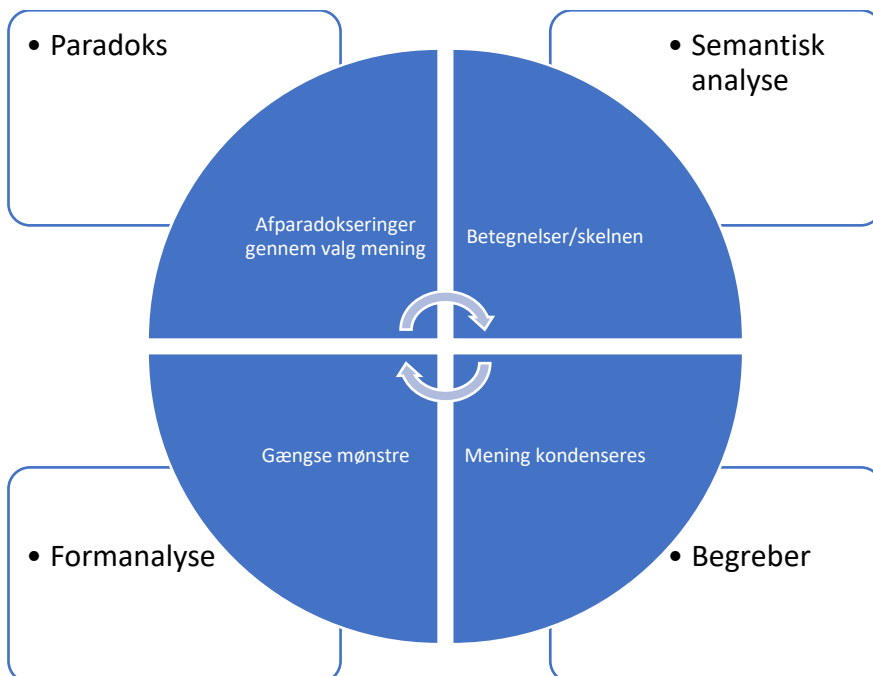 • Paradoks
• Semantisk
analyse
Afparadokseringer
gennem valg mening
Betegnelser/skelnen
Gængse mønstre
Mening kondenseres
• Formanalyse
• Begreber